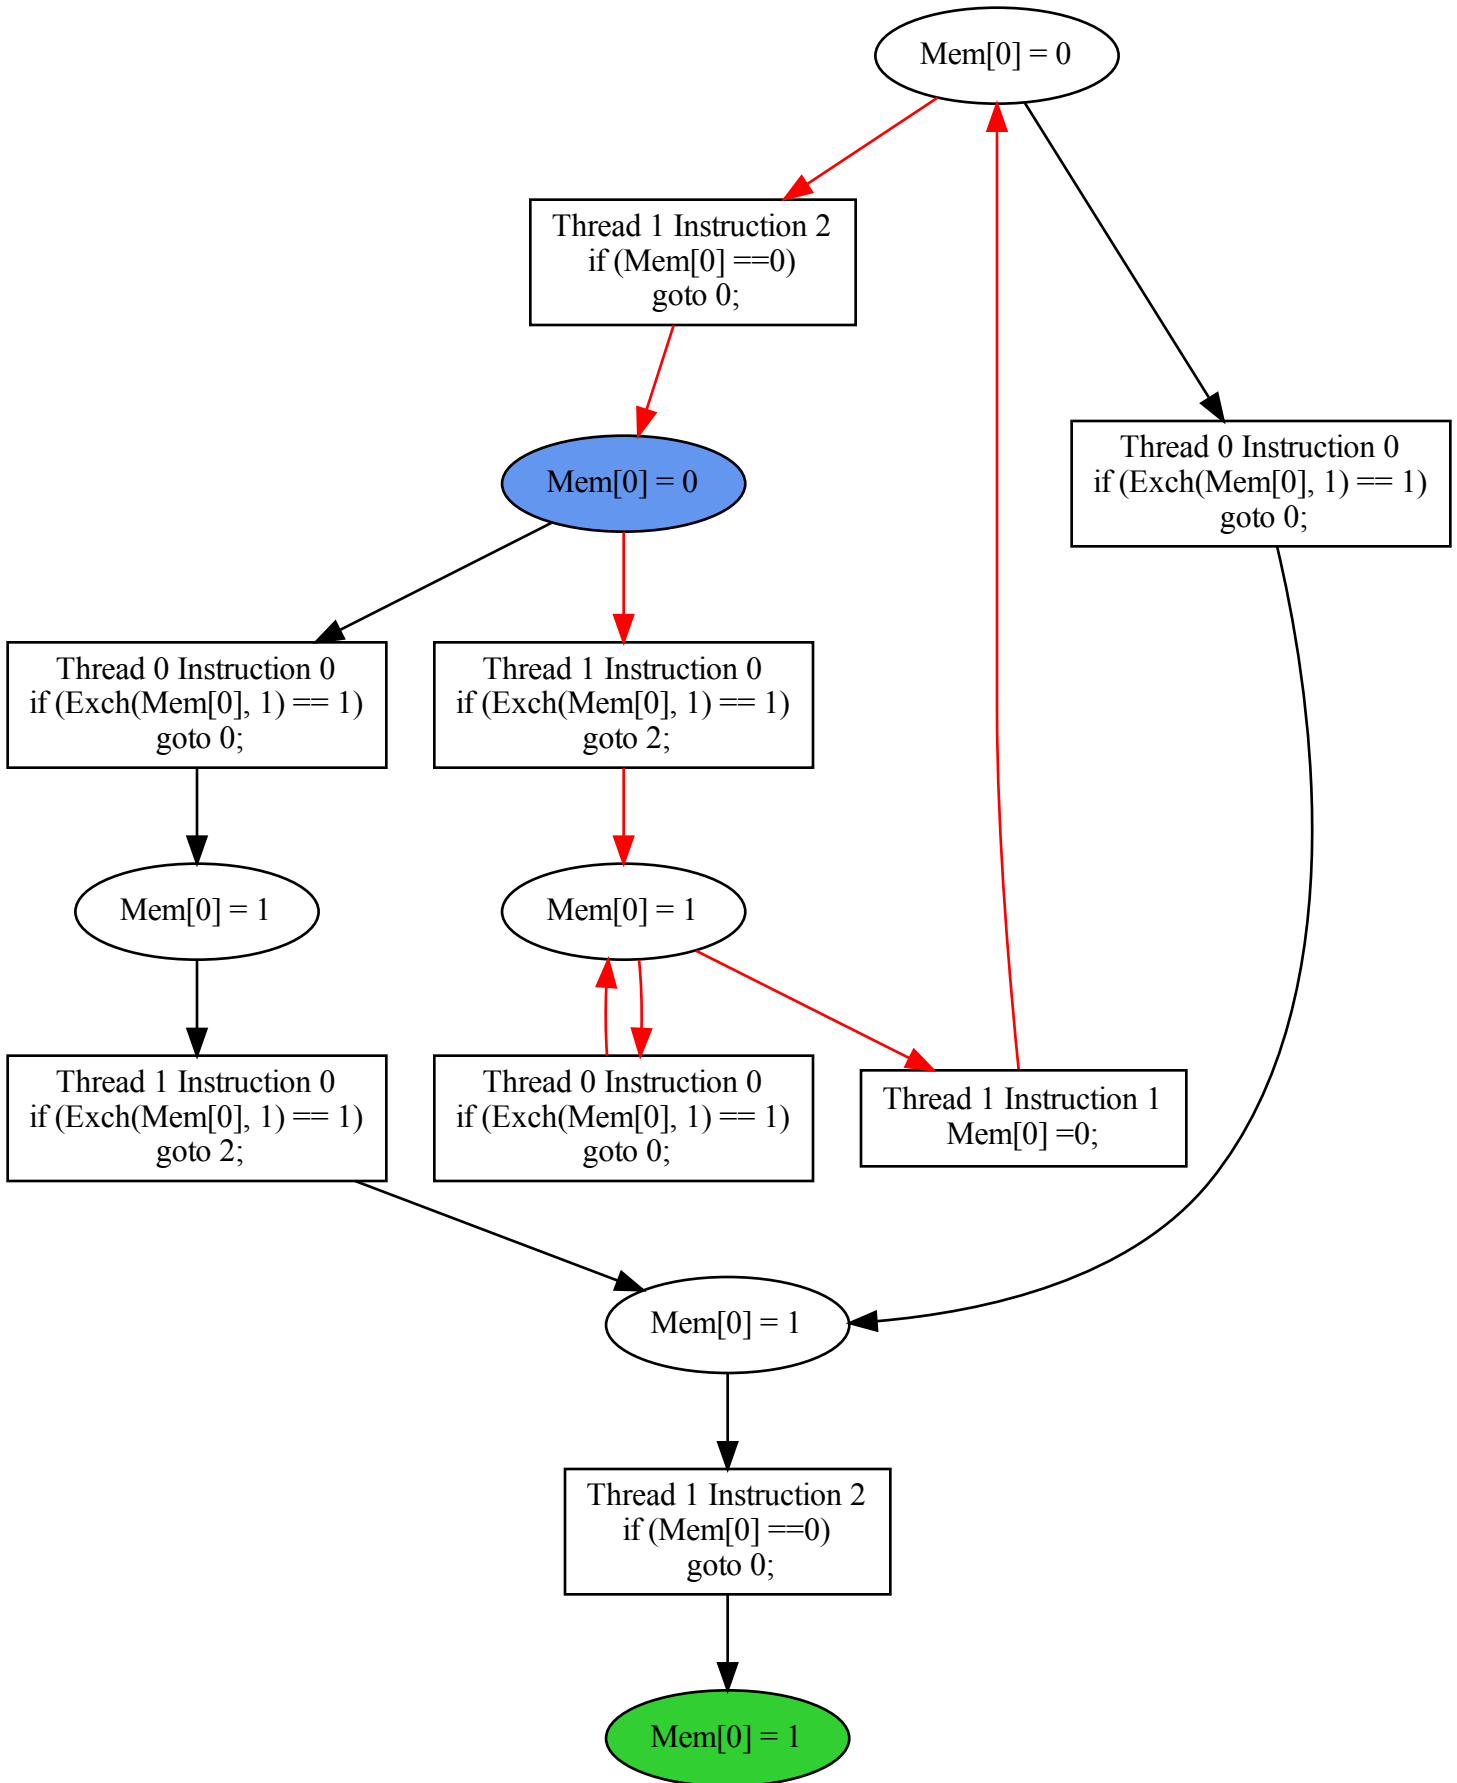 Mem[0] = 0
Thread 1 Instruction 2
if (Mem[0] ==0)
goto 0;
Mem[0] = 0
Thread 0 Instruction 0
if (Exch(Mem[0], 1) == 1)
goto 0;
Thread 0 Instruction 0
if (Exch(Mem[0], 1) == 1)
goto 0;
Thread 1 Instruction 0
if (Exch(Mem[0], 1) == 1)
goto 2;
Mem[0] = 1
Mem[0] = 1
Thread 1 Instruction 0
if (Exch(Mem[0], 1) == 1)
goto 2;
Thread 0 Instruction 0
if (Exch(Mem[0], 1) == 1)
goto 0;
Thread 1 Instruction 1
Mem[0] =0;
Mem[0] = 1
Thread 1 Instruction 2
if (Mem[0] ==0)
goto 0;
Mem[0] = 1